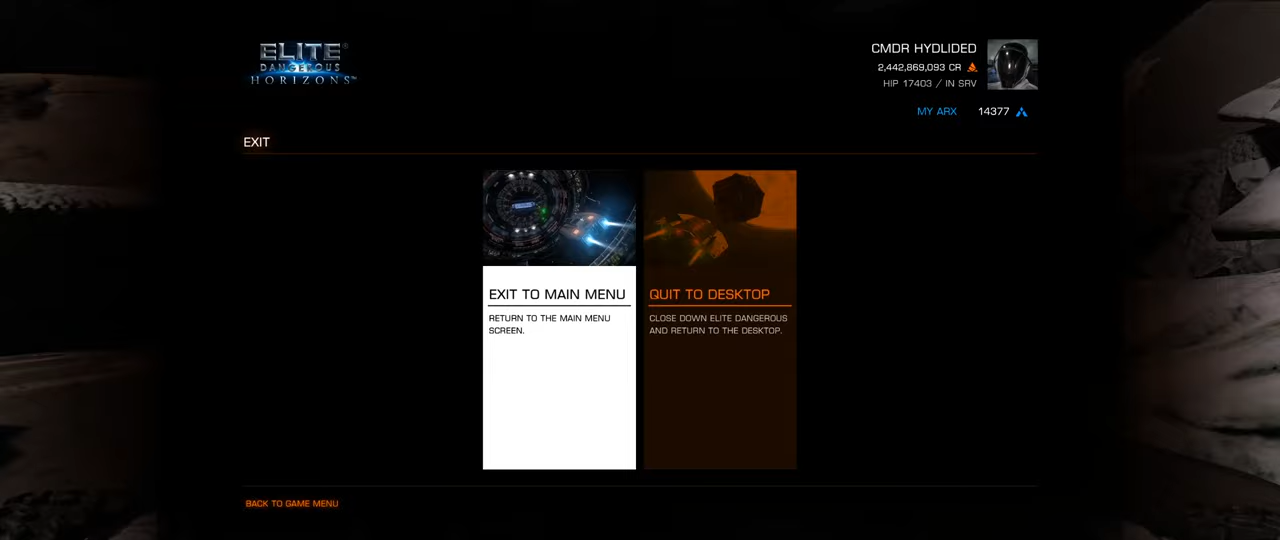 ELITE
DANGEROUS
HORIZONS™
CMDR HYDLIDED
2,442,869,093 CR
HIP 17403 / IN SRV
MY ARX 14377
EXIT
EXIT TO MAIN MENU
RETURN TO THE MAIN MENU
SCREEN.
QUIT TO DESKTOP
CLOSE DOWN ELITE DANGEROUS
AND RETURN TO THE DESKTOP.
BACK TO GAME MENU